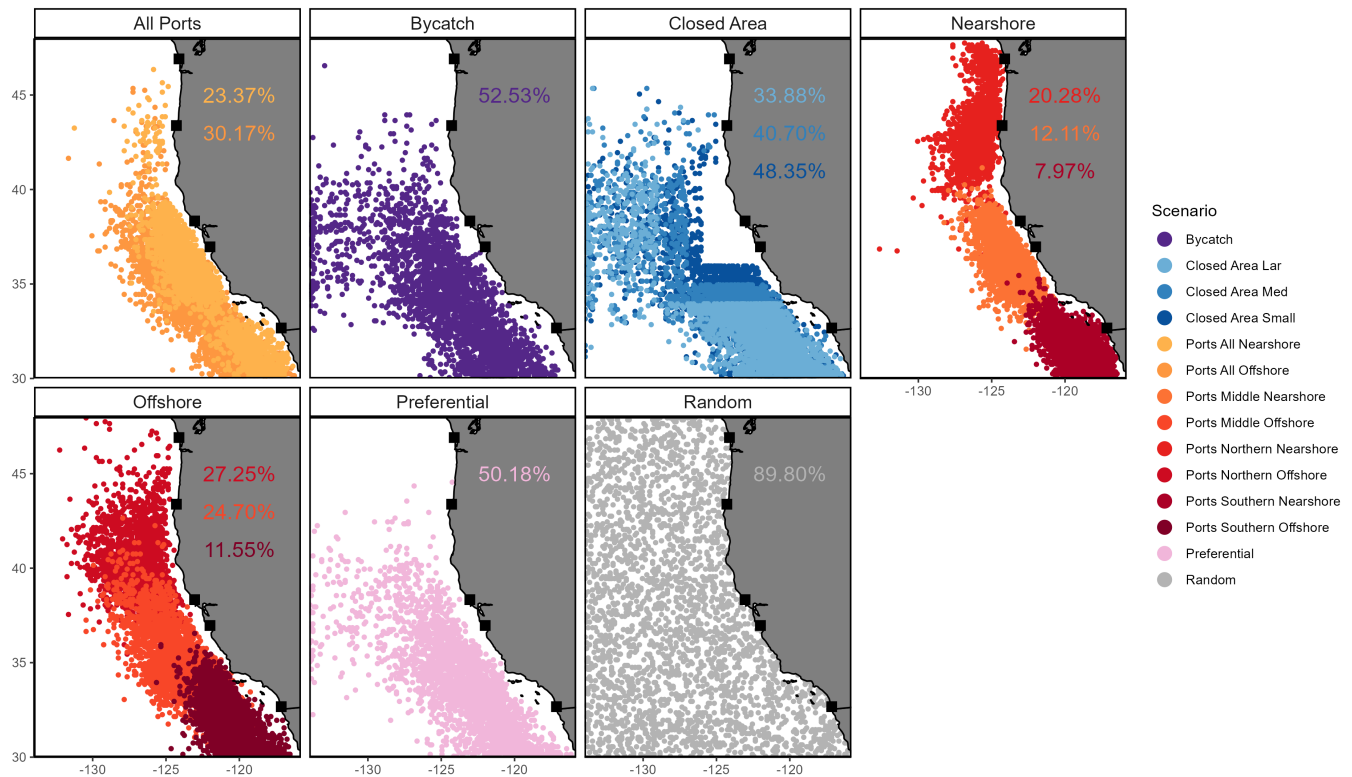 All Ports
Bycatch
Closed Area
Nearshore
45
40
35
30
23.37%
30.17%
52.53%
33.88%
40.70%
48.35%
20.28%
12.11%
7.97%
-130
-125
-120
Offshore
Preferential
Random
45
40
35
30
27.25%
24.70%
11.55%
50.18%
89.80%
-130
-125
-120
-130
-125
-120
-130
-125
-120
Scenario
Bycatch
Closed Area Lar
Closed Area Med
Closed Area Small
Ports All Nearshore
Ports All Offshore
Ports Middle Nearshore
Ports Middle Offshore
Ports Northern Nearshore
Ports Northern Offshore
Ports Southern Nearshore
Ports Southern Offshore
Preferential
Random